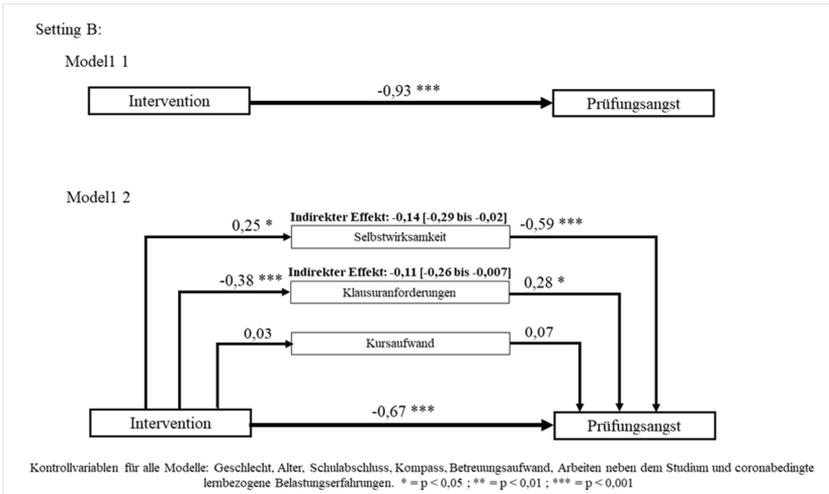 Setting B:
Model1 1
-0,93 ***
Intervention
Prüfungsangst
Model1 2
Indirekter Effekt: -0,14 [-0,29 bis -0,02]
0,25 *
-0,59 ***
Selbstwirksamkeit
Indirekter Effekt: -0,11 [-0,26 bis -0,007]
-0,38 ***
0,28 *
Klausuranforderungen
0,03
0,07
Kursaufwand
-0,67 ***
Intervention
Prüfungsangst
Kontrollvariablen für alle Modelle: Geschlecht, Alter, Schulabschluss, Kompass, Betreuungsaufwand, Arbeiten neben dem Studium und coronabedingte
lernbezogene Belastungserfahrungen. * = p < 0,05 ; ** = p < 0,01 ; *** = p < 0,001